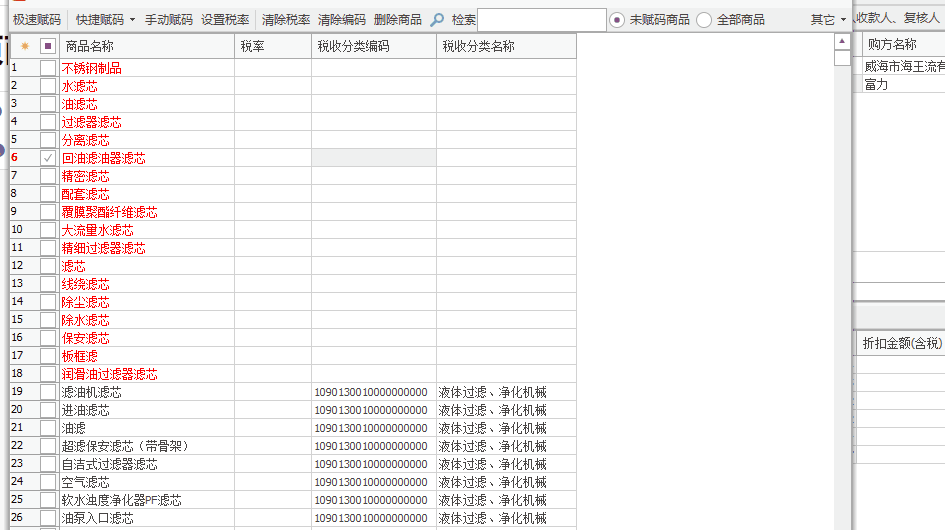 极速赋码 快捷赋码 手动赋码 设置税率 清除税率 清除编码 删除商品 检索 未赋码商品 全部商品 其它
收款人、复核人
商品名称 税率 税收分类编码 税收分类名称
购方名称
1 不锈钢制品
威海市海王流有
2 水滤芯
富力
3 油滤芯
4 过滤器滤芯
5 分离滤芯
6 回油滤油器滤芯
7 精密滤芯
8 配套滤芯
9 覆膜聚酯纤维滤芯
10 大流量水滤芯
11 精细过滤器滤芯
12 滤芯
13 线绕滤芯
14 除尘滤芯
15 除水滤芯
16 保安滤芯
17 板框滤
折扣金额(含税)
18 润滑油过滤器滤芯
19 滤油机滤芯 1090130010000000000 液体过滤、净化机械
20 进油滤芯 1090130010000000000 液体过滤、净化机械
21 油滤 1090130010000000000 液体过滤、净化机械
22 超滤保安滤芯（带骨架） 1090130010000000000 液体过滤、净化机械
23 自洁式过滤器滤芯 1090130010000000000 液体过滤、净化机械
24 空气滤芯 1090130010000000000 液体过滤、净化机械
25 软水浊度净化器PF滤芯 1090130010000000000 液体过滤、净化机械
26 油泵入口滤芯 1090130010000000000 液体过滤、净化机械